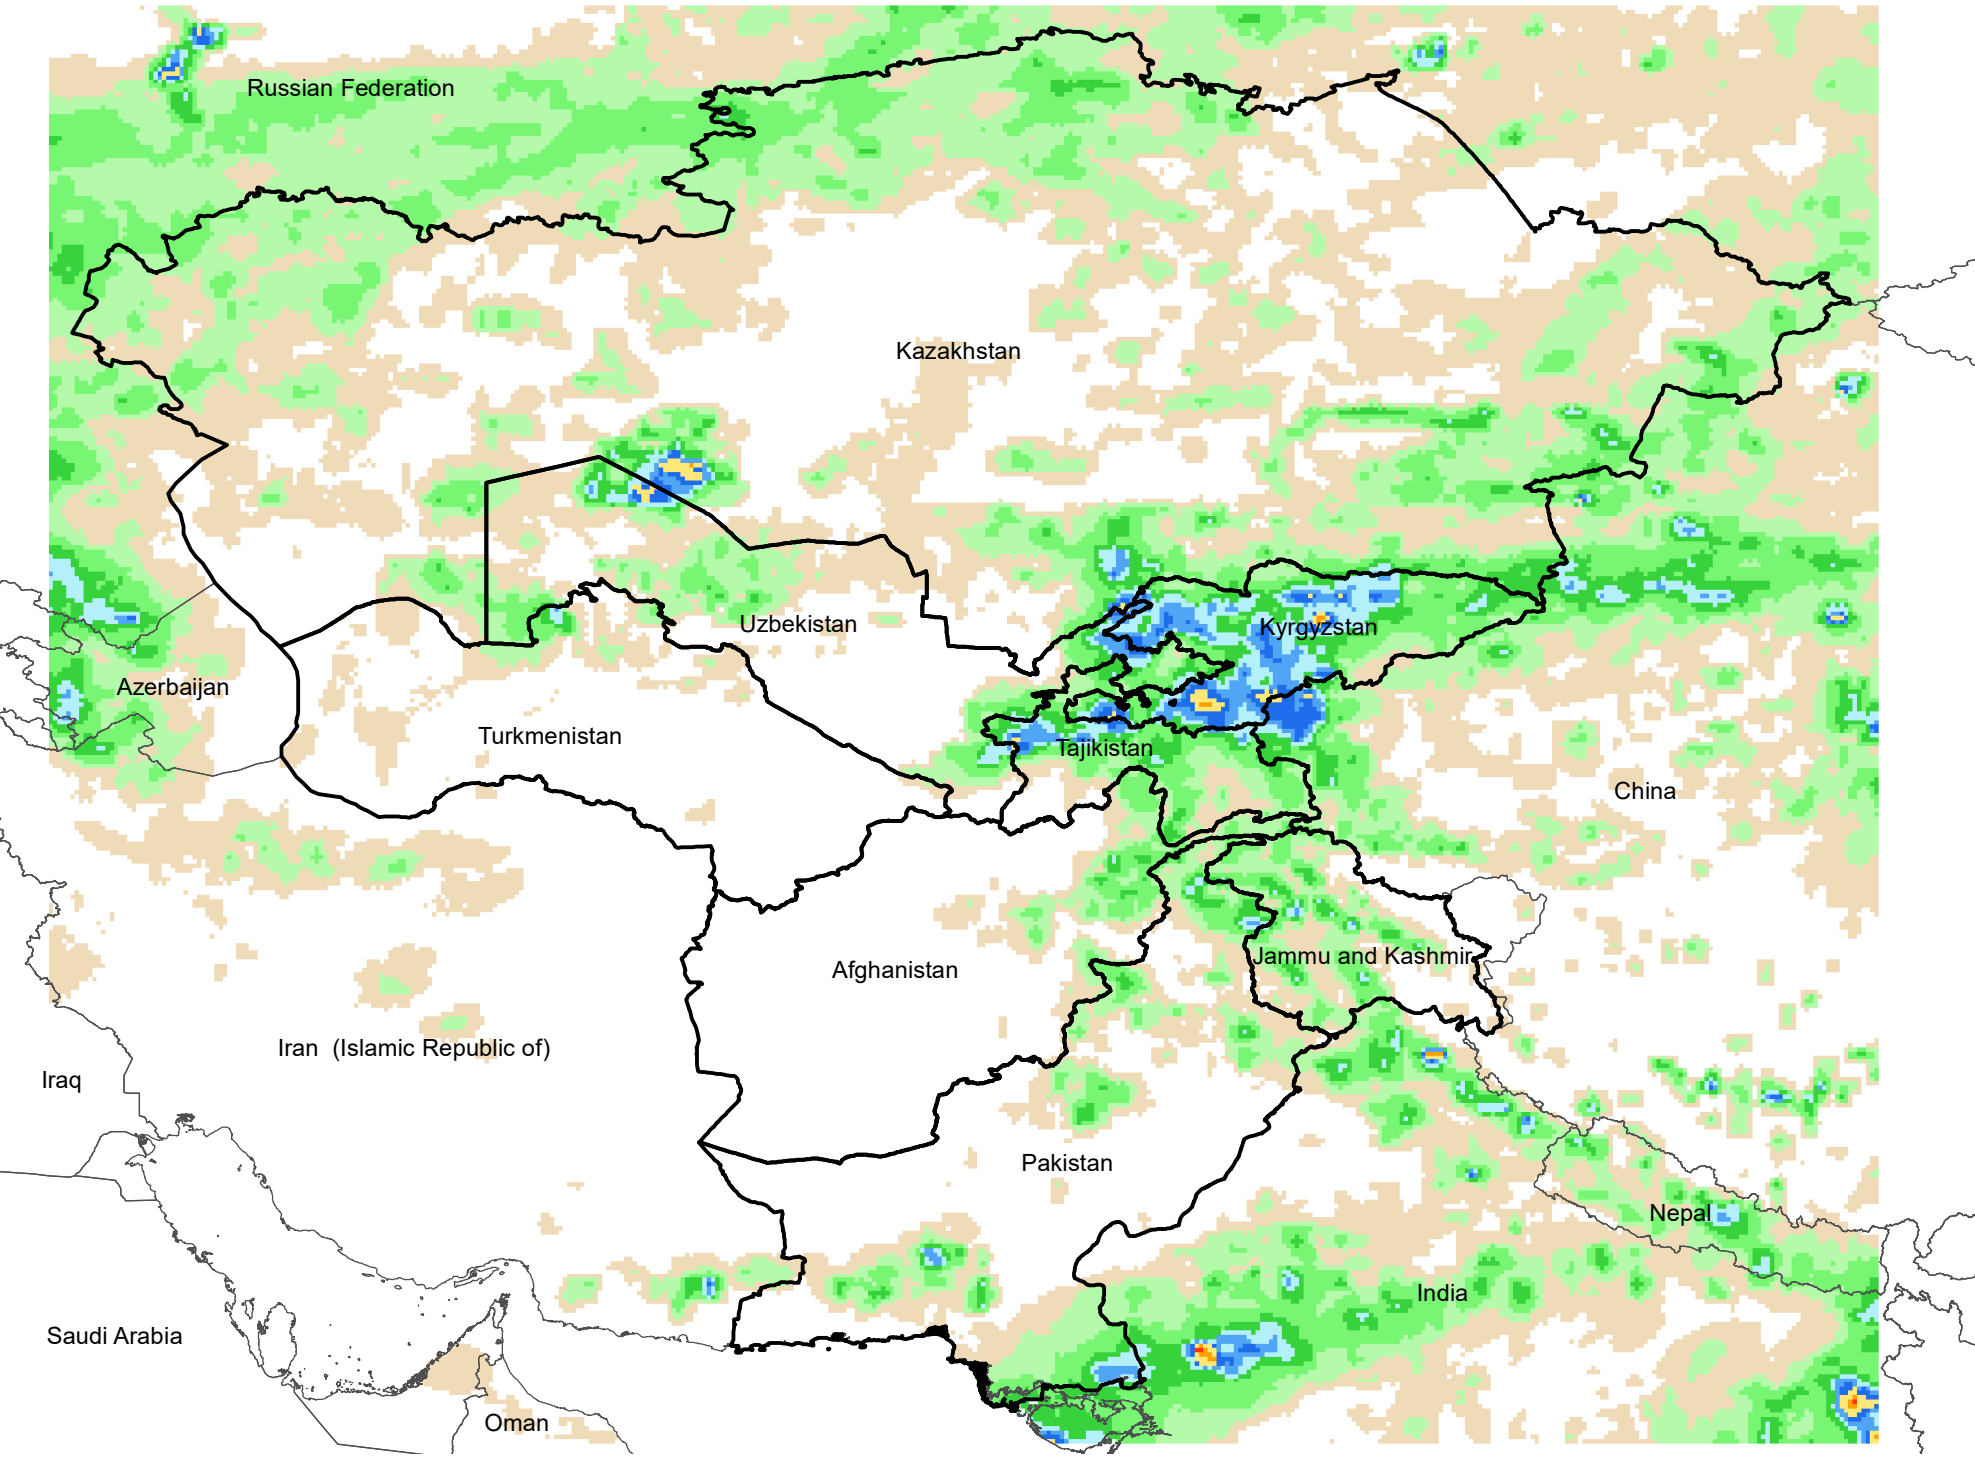 Russian Federation
Kazakhstan
Uzbekistan
Kyrgyzstan
Azerbaijan
Turkmenistan
Tajikistan
China
Afghanistan
Jammu and Kashmir
Iran  (Islamic Republic of)
Iraq
Pakistan
Nepal
India
Saudi Arabia
Oman